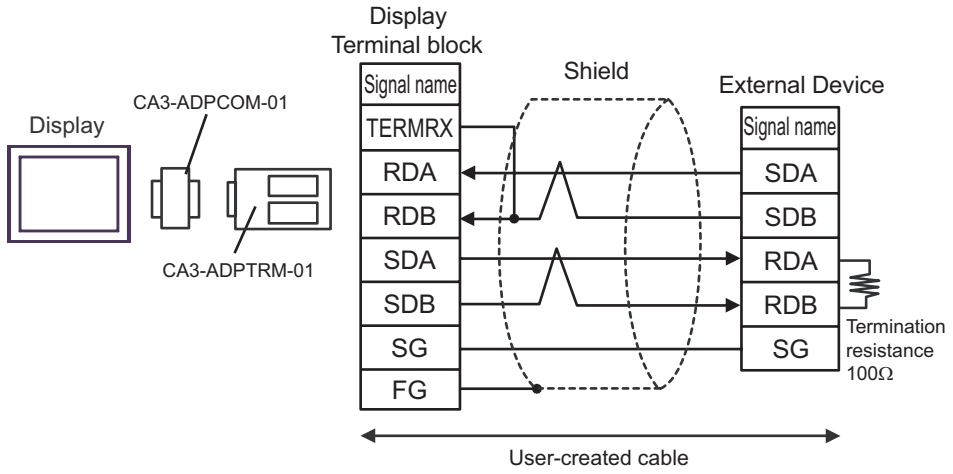 Display
CA3-ADPCOM-01
CA3-ADPTRM-01
Display
Terminal block
Signal name
TERMRX
RDA
RDB
SDA
SDB
SG
FG
Shield
External Device
Signal name
SDA
SDB
RDA
RDB
SG
Termination
resistance
100Ω
User-created cable